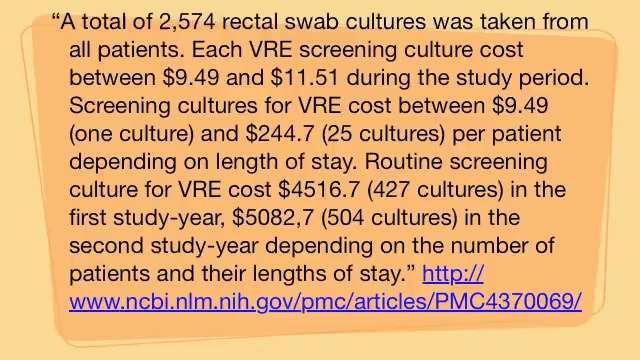 “A total of 2,574 rectal swab cultures was taken from
all patients. Each VRE screening culture cost
between $9.49 and $11.51 during the study period.
Screening cultures for VRE cost between $9.49
(one culture) and $244.7 (25 cultures) per patient
depending on length of stay. Routine screening
culture for VRE cost $4516.7 (427 cultures) in the
first study-year, $5082,7 (504 cultures) in the
second study-year depending on the number of
patients and their lengths of stay.” http://
www.ncbi.nlm.nih.gov/pmc/articles/PMC4370069/